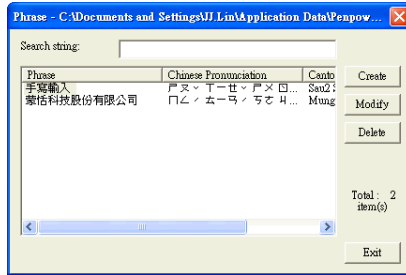 Phrase - C:\Documents and Settings\JJ.Lin\Application Data\Penpow...
Search string:
Phrase Chinese Pronunciation Canto
手寫輸入 ㄕㄡˇ ㄒㄧㄝˇ ㄕㄨ ㄖ... Sau2 S
蒙恬科技股份有限公司 ㄇㄥˊ ㄊㄧㄢˊ ㄎㄜ ㄐ... Mung
Create
Modify
Delete
Total : 2
item(s)
Exit